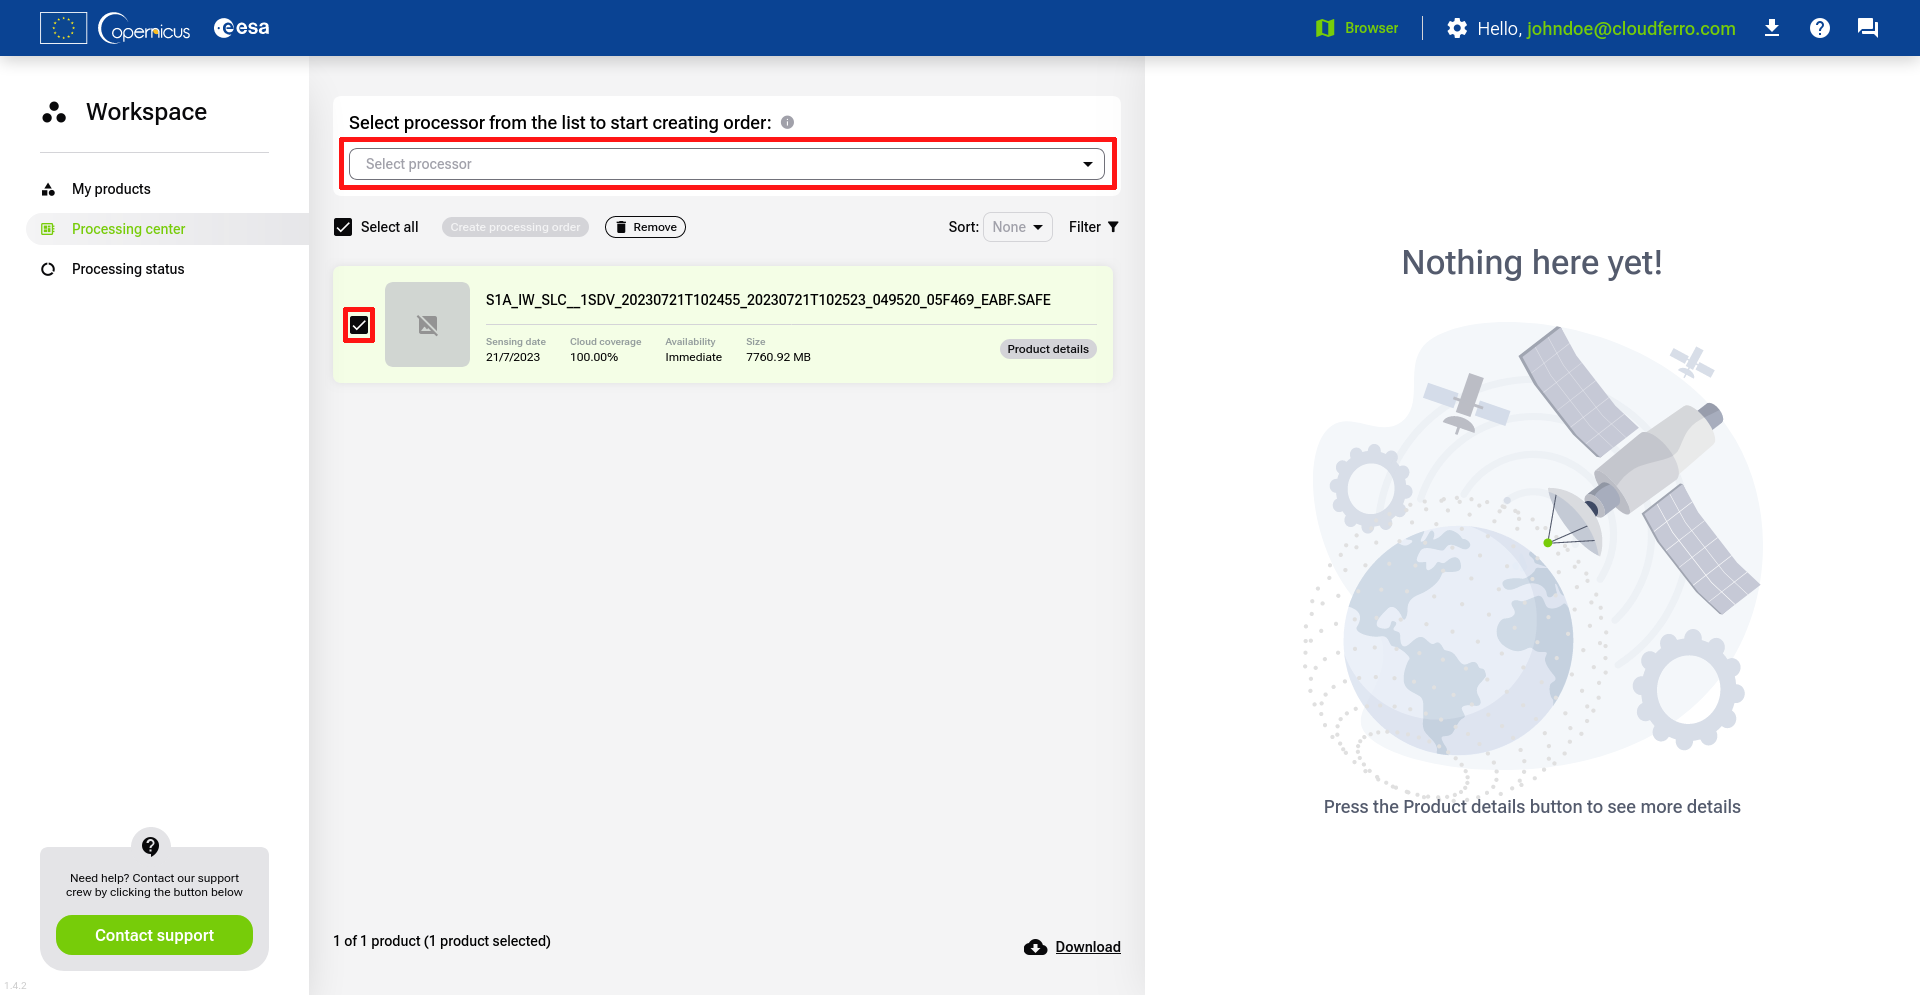 opernicus
esa
Browser
Hello, johndoe@cloudferro.com
Workspace
My products
Processing center
Processing status
Need help? Contact our support
crew by clicking the button below
Contact support
1.4.2
Select processor from the list to start creating order:
Select processor
Select all
Create processing order
Remove
Sort:
None
Filter
S1A_IW_SLC__1SDV_20230721T102455_20230721T102523_049520_05F469_EABF.SAFE
Sensing date
Cloud coverage
Availability
Size
21/7/2023
100.00%
Immediate
7760.92 MB
Product details
1 of 1 product (1 product selected)
Download
Nothing here yet!
Press the Product details button to see more details